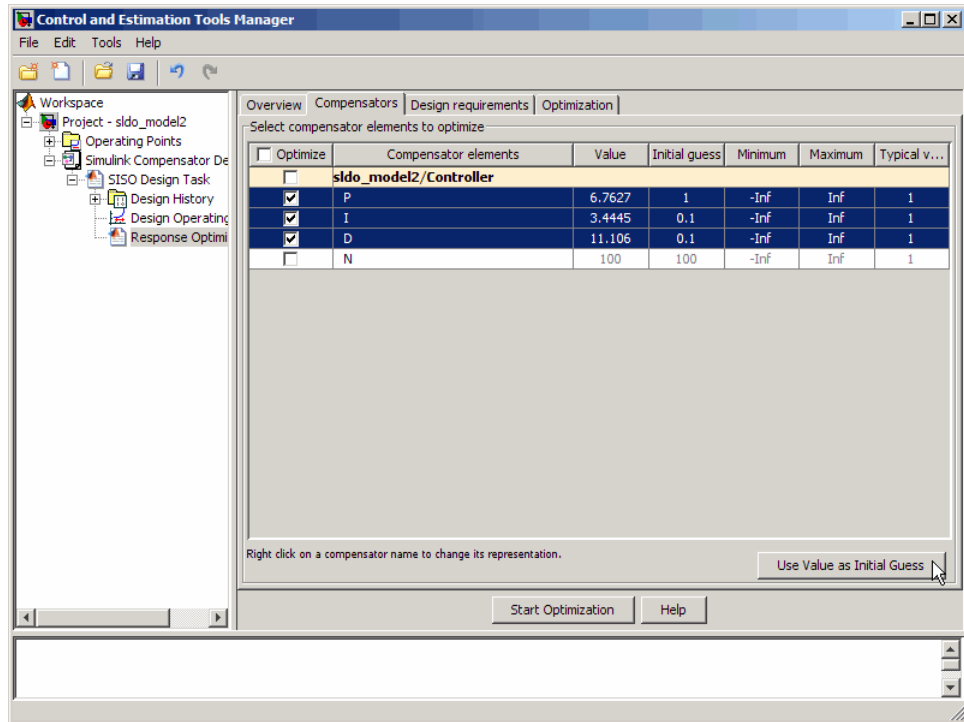 Control and Estimation Tools Manager
File Edit Tools Help
Workspace
Project - sldo_model2
Operating Points
Simulink Compensator De
SISO Design Task
Design History
Design Operating
Response Optimi
Overview Compensators Design requirements Optimization
Select compensator elements to optimize
Optimize Compensator elements Value Initial guess Minimum Maximum Typical v...
sldo_model2/Controller
P 6.7627 1 -Inf Inf 1
I 3.4445 0.1 -Inf Inf 1
D 11.106 0.1 -Inf Inf 1
N 100 100 -Inf Inf 1
Right click on a compensator name to change its representation.
Use Value as Initial Guess
Start Optimization Help